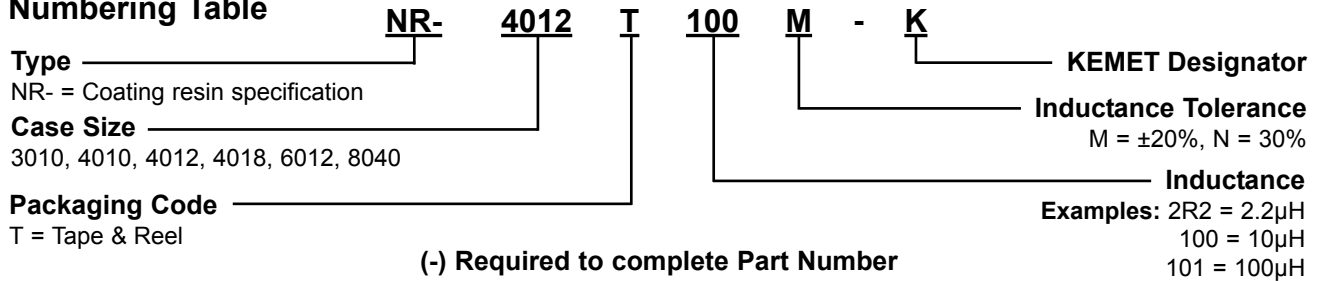 Numbering Table
NR- 4012 T 100 M - K
Type
NR- = Coating resin specification
Case Size
3010, 4010, 4012, 4018, 6012, 8040
Packaging Code
T = Tape & Reel
KEMET Designator
Inductance Tolerance
M = ±20%, N = 30%
Inductance
Examples: 2R2 = 2.2µH
100 = 10µH
101 = 100µH
(-) Required to complete Part Number